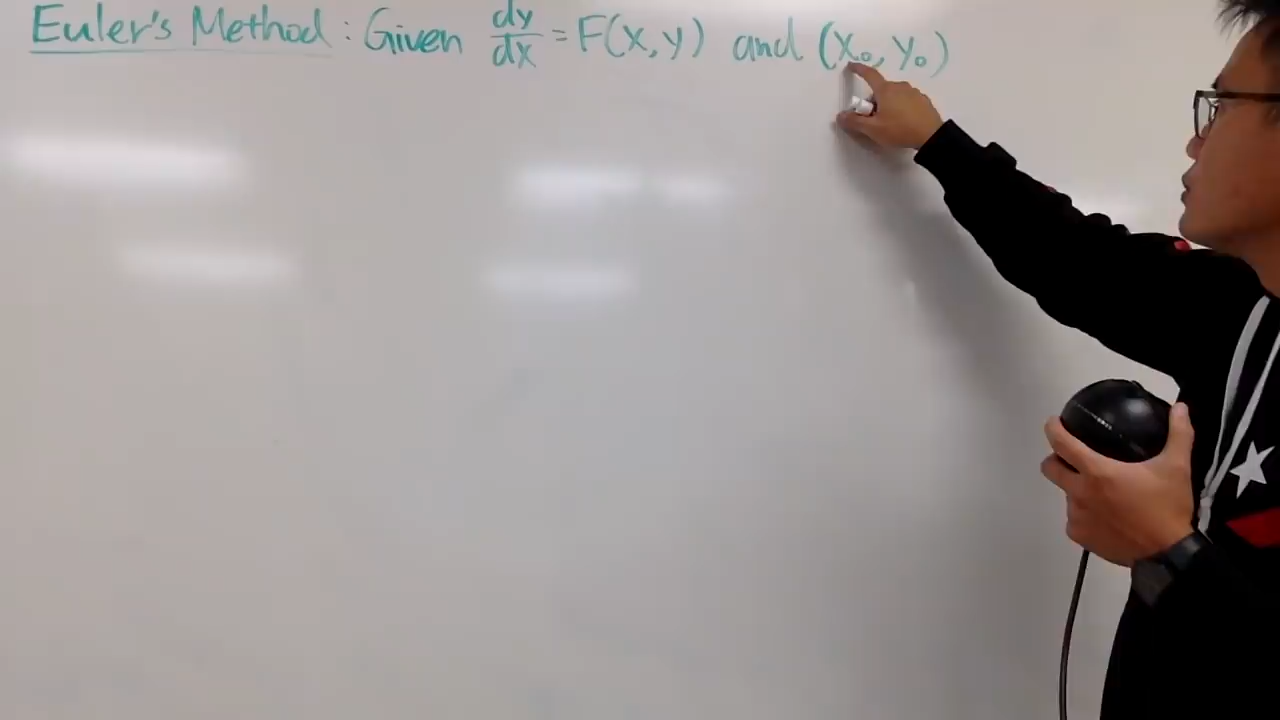 Euler's Method : Given dy/dx = F(x, y) and (x₀, y₀)